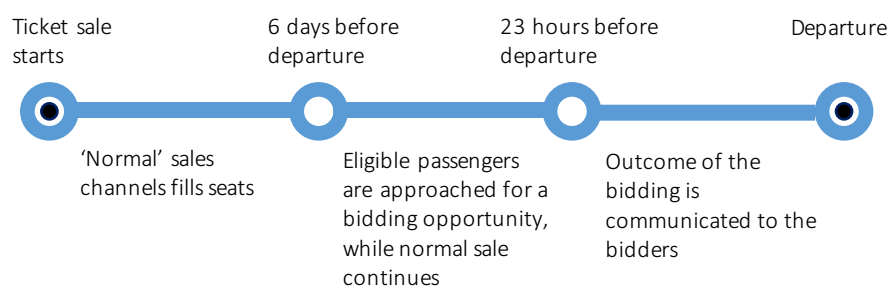 Ticket sale
starts
6 days before
departure
23 hours before
departure
Departure
‘Normal’ sales
channels fills seats
Eligible passengers
are approached for a
bidding opportunity,
while normal sale
continues
Outcome of the
bidding is
communicated to the
bidders